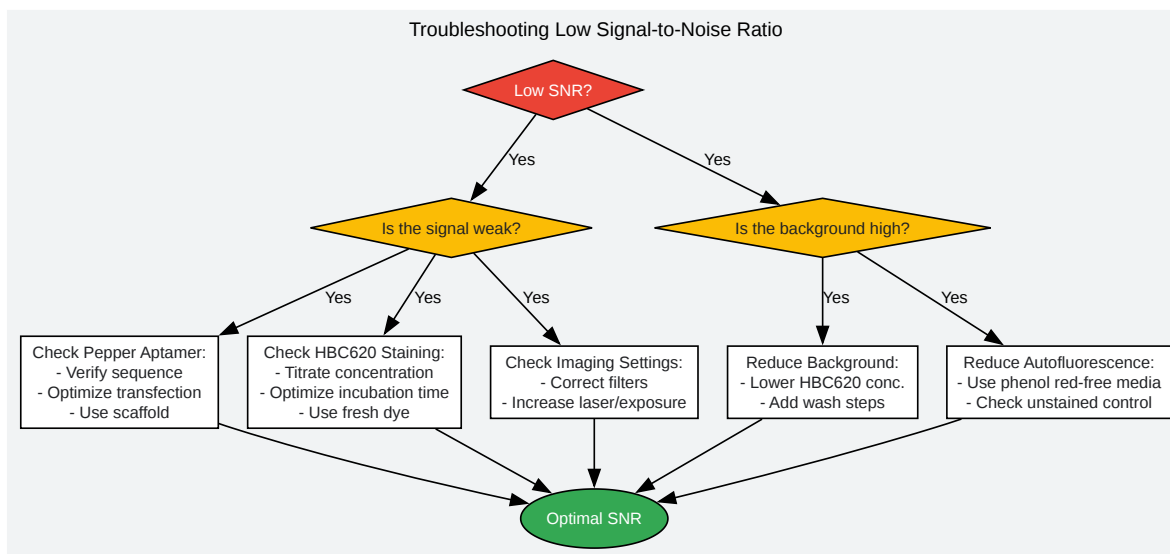 Troubleshooting Low Signal-to-Noise Ratio
Low SNR?
Yes
Yes
Is the signal weak?
Is the background high?
Yes
Yes
Yes
Yes
Yes
Check Pepper Aptamer:
- Verify sequence
- Optimize transfection
- Use scaffold
Check HBC620 Staining:
- Titrate concentration
- Optimize incubation time
- Use fresh dye
Check Imaging Settings:
- Correct filters
- Increase laser/exposure
Reduce Background:
- Lower HBC620 conc.
- Add wash steps
Reduce Autofluorescence:
- Use phenol red-free media
- Check unstained control
Optimal SNR